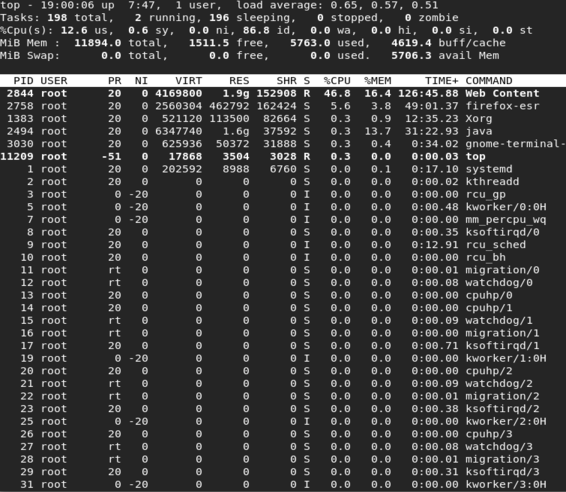 top - 19:00:06 up  7:47,  1 user,  load average: 0.65, 0.57, 0.51
Tasks: 198 total,   2 running, 196 sleeping,   0 stopped,   0 zombie
%Cpu(s): 12.6 us,  0.6 sy,  0.0 ni, 86.8 id,  0.0 wa,  0.0 hi,  0.0 si,  0.0 st
MiB Mem :  11894.0 total,   1511.5 free,   5763.0 used,   4619.4 buff/cache
MiB Swap:      0.0 total,      0.0 free,      0.0 used.   5706.3 avail Mem
PID USER PR NI VIRT RES SHR S %CPU %MEM TIME+ COMMAND
2844 root 20 0 4169800 1.9g 152908 R 46.8 16.4 126:45.88 Web Content
2758 root 20 0 2560304 462792 162424 S 5.6 3.8 49:01.37 firefox-esr
1383 root 20 0 521120 113500 82664 S 0.3 0.9 12:35.23 Xorg
2494 root 20 0 6347740 1.6g 37592 S 0.3 13.7 31:22.93 java
3030 root 20 0 625936 50372 31888 S 0.3 0.4 0:34.02 gnome-terminal-
11209 root -51 0 17868 3504 3028 R 0.3 0.0 0:00.03 top
1 root 20 0 202592 8988 6760 S 0.0 0.1 0:17.10 systemd
2 root 20 0 0 0 0 S 0.0 0.0 0:00.02 kthreadd
3 root 0 -20 0 0 0 I 0.0 0.0 0:00.00 rcu_gp
5 root 0 -20 0 0 0 I 0.0 0.0 0:00.48 kworker/0:0H
7 root 0 -20 0 0 0 I 0.0 0.0 0:00.00 mm_percpu_wq
8 root 20 0 0 0 0 S 0.0 0.0 0:00.35 ksoftirqd/0
9 root 20 0 0 0 0 I 0.0 0.0 0:12.91 rcu_sched
10 root 20 0 0 0 0 I 0.0 0.0 0:00.00 rcu_bh
11 root rt 0 0 0 0 S 0.0 0.0 0:00.01 migration/0
12 root rt 0 0 0 0 S 0.0 0.0 0:00.08 watchdog/0
13 root 20 0 0 0 0 S 0.0 0.0 0:00.00 cpuhp/0
14 root 20 0 0 0 0 S 0.0 0.0 0:00.00 cpuhp/1
15 root rt 0 0 0 0 S 0.0 0.0 0:00.09 watchdog/1
16 root rt 0 0 0 0 S 0.0 0.0 0:00.00 migration/1
17 root 20 0 0 0 0 S 0.0 0.0 0:00.71 ksoftirqd/1
19 root 0 -20 0 0 0 I 0.0 0.0 0:00.00 kworker/1:0H
20 root 20 0 0 0 0 S 0.0 0.0 0:00.00 cpuhp/2
21 root rt 0 0 0 0 S 0.0 0.0 0:00.09 watchdog/2
22 root rt 0 0 0 0 S 0.0 0.0 0:00.01 migration/2
23 root 20 0 0 0 0 S 0.0 0.0 0:00.38 ksoftirqd/2
25 root 0 -20 0 0 0 I 0.0 0.0 0:00.00 kworker/2:0H
26 root 20 0 0 0 0 S 0.0 0.0 0:00.00 cpuhp/3
27 root rt 0 0 0 0 S 0.0 0.0 0:00.08 watchdog/3
28 root rt 0 0 0 0 S 0.0 0.0 0:00.01 migration/3
29 root 20 0 0 0 0 S 0.0 0.0 0:00.31 ksoftirqd/3
31 root 0 -20 0 0 0 I 0.0 0.0 0:00.00 kworker/3:0H